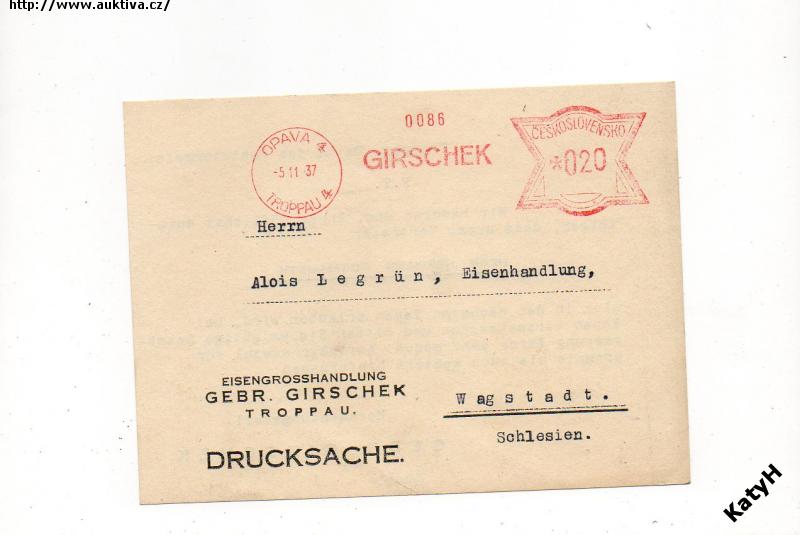 http://www.auktiva.cz/
0086
OPAVA 4
-5.11.37
TROPPAU 4
GIRSCHEK
ČESKOSLOVENSKO
*020
Herrn
Alois Legrün, Eisenhandlung,
EISENGROSSHANDLUNG
GEBR. GIRSCHEK
TROPPAU.
Wagstadt.
Schlesien.
DRUCKSACHE.
KatyH